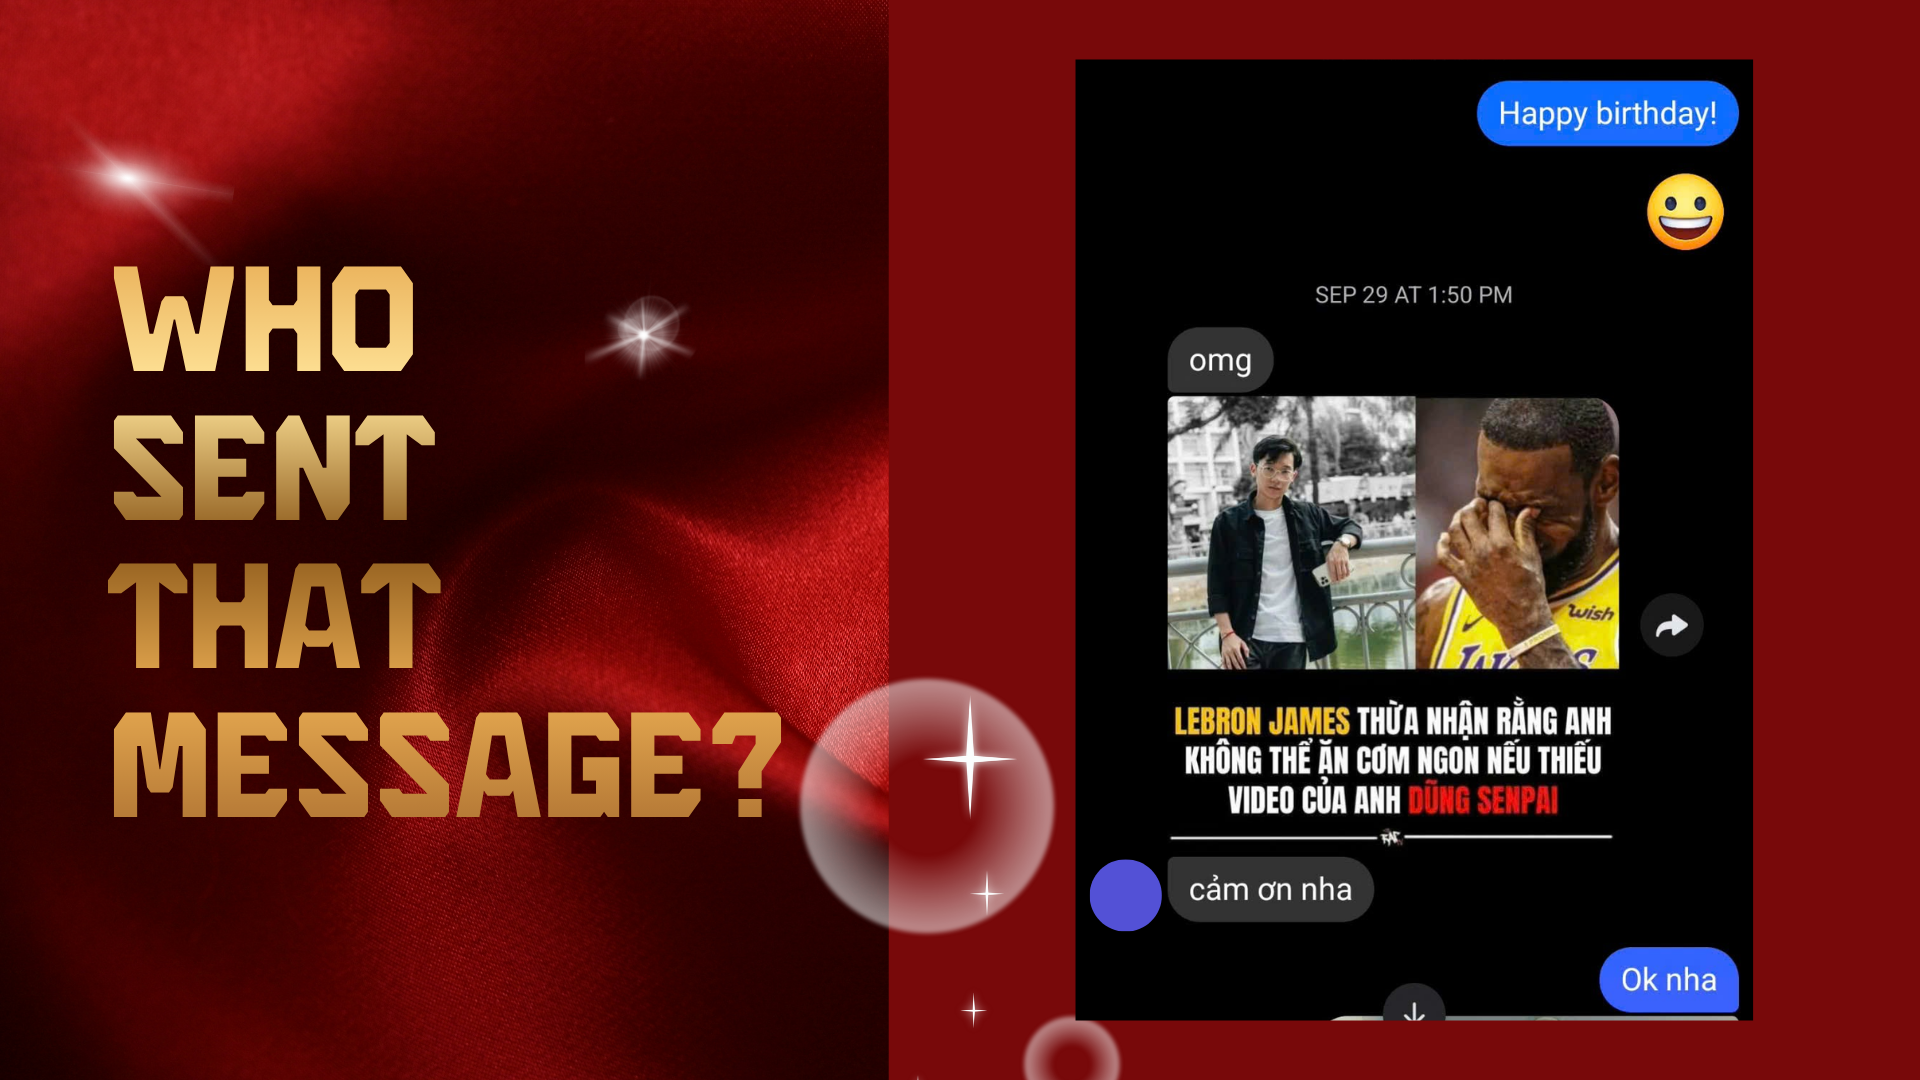 WHO
SENT
THAT
MESSAGE?
Happy birthday!
SEP 29 AT 1:50 PM
omg
wish
LEBRON JAMES THỪA NHẬN RẰNG ANH
KHÔNG THỂ ĂN CƠM NGON NẾU THIẾU
VIDEO CỦA ANH DŨNG SENPAI
cảm ơn nha
Ok nha